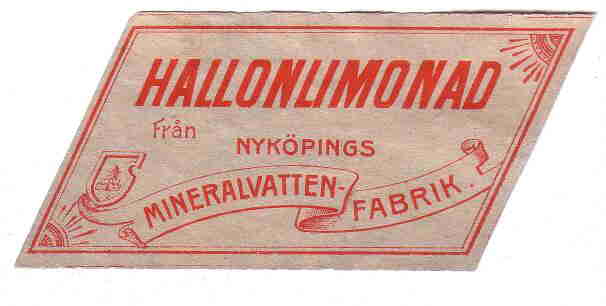 HALLONLIMONAD
Från
NYKÖPINGS
MINERALVATTEN-
FABRIK.